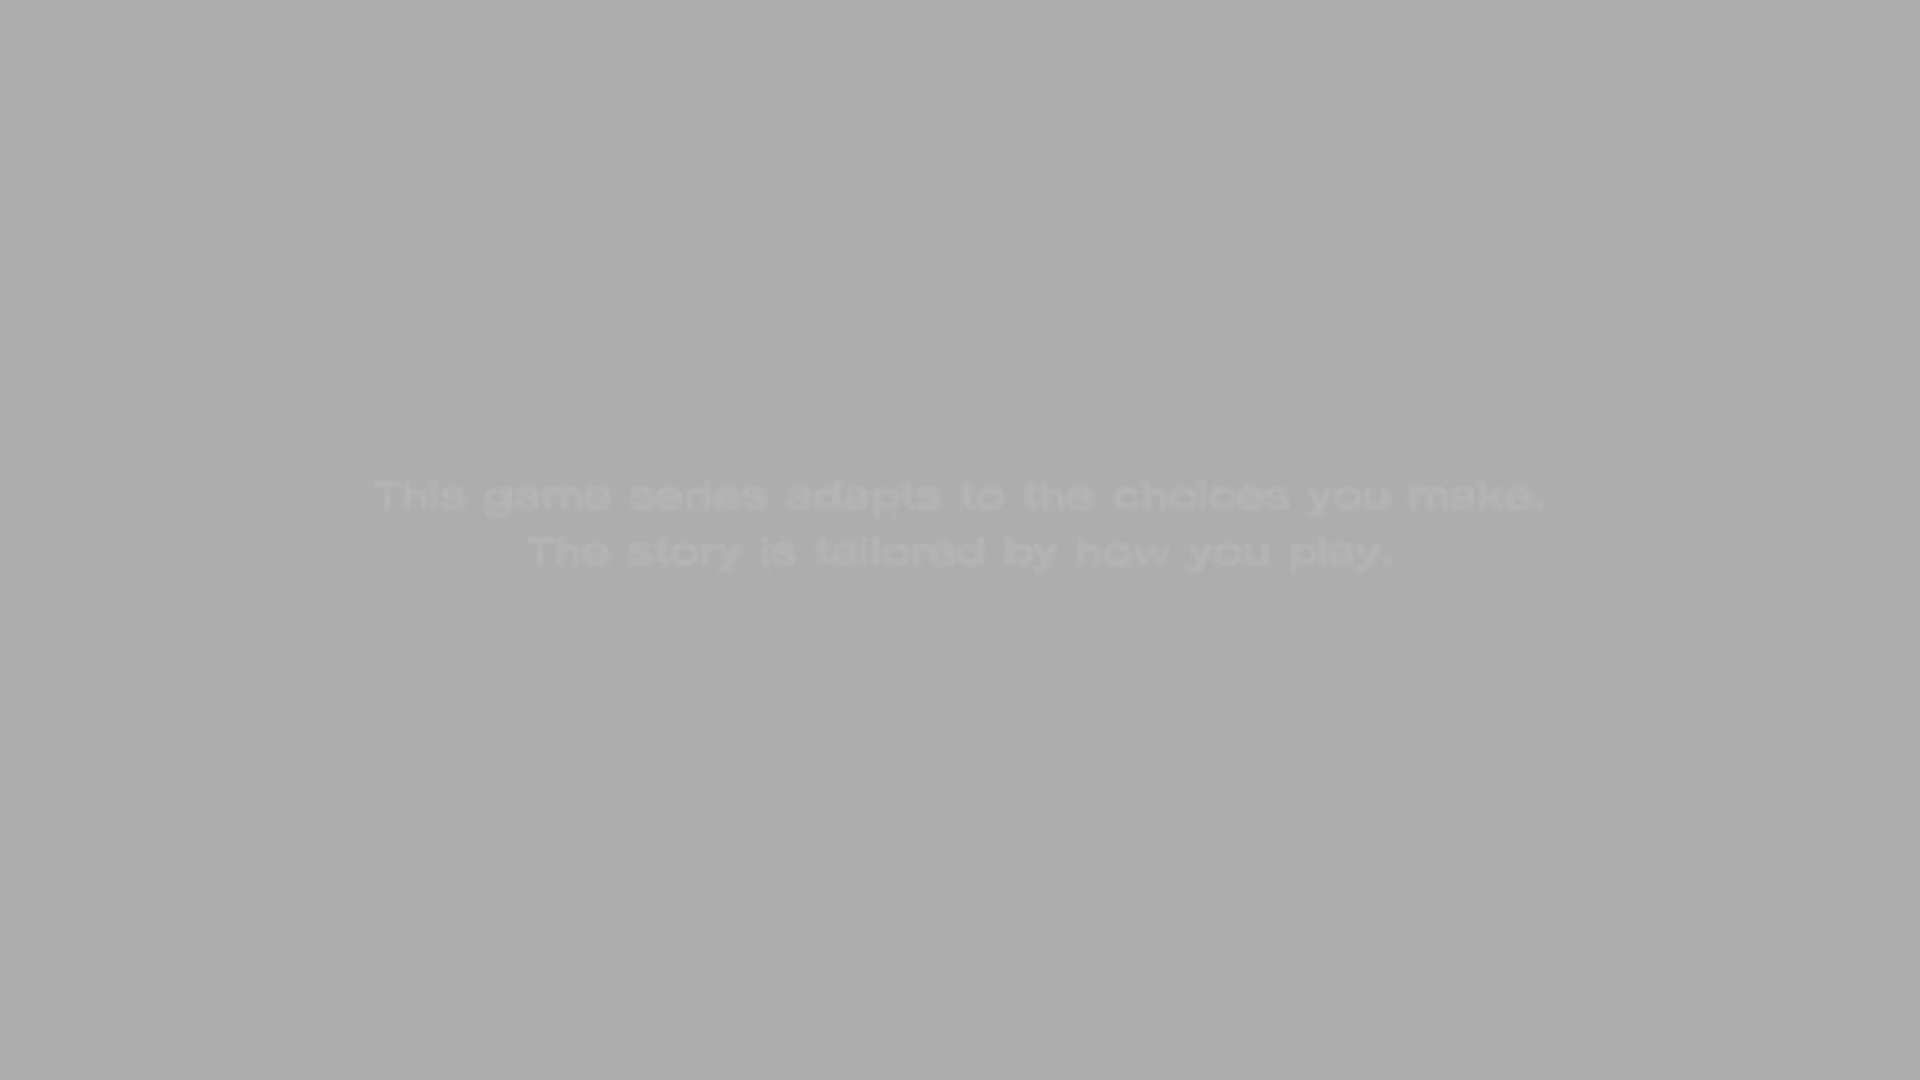 This game series adapts to the choices you make.
The story is tailored by how you play.